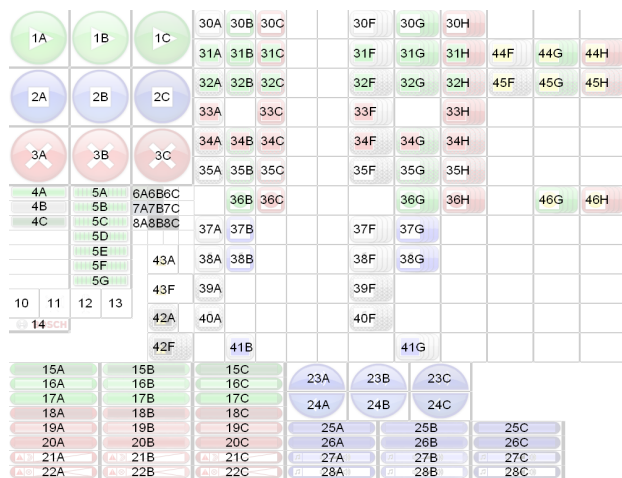 30A 30B 30C 30F 30G 30H
1A 1B 1C
31A 31B 31C 31F 31G 31H 44F 44G 44H
32A 32B 32C 32F 32G 32H 45F 45G 45H
2A 2B 2C
33A 33C 33F 33H
34A 34B 34C 34F 34G 34H
3A 3B 3C
35A 35B 35C 35F 35G 35H
4A 5A 6A6B6C
36B 36C 36G 36H 46G 46H
4B 5B 7A7B7C
4C 5C 8A8B8C
37A 37B 37F 37G
5D
5E
43A 38A 38B 38F 38G
5F
5G
43F 39A 39F
10 11 12 13
42A 40A 40F
14 SCH
42F 41B 41G
15A 15B 15C
23A 23B 23C
16A 16B 16C
17A 17B 17C
24A 24B 24C
18A 18B 18C
19A 19B 19C 25A 25B 25C
20A 20B 20C 26A 26B 26C
21A 21B 21C 27A 27B 27C
22A 22B 22C 28A 28B 28C